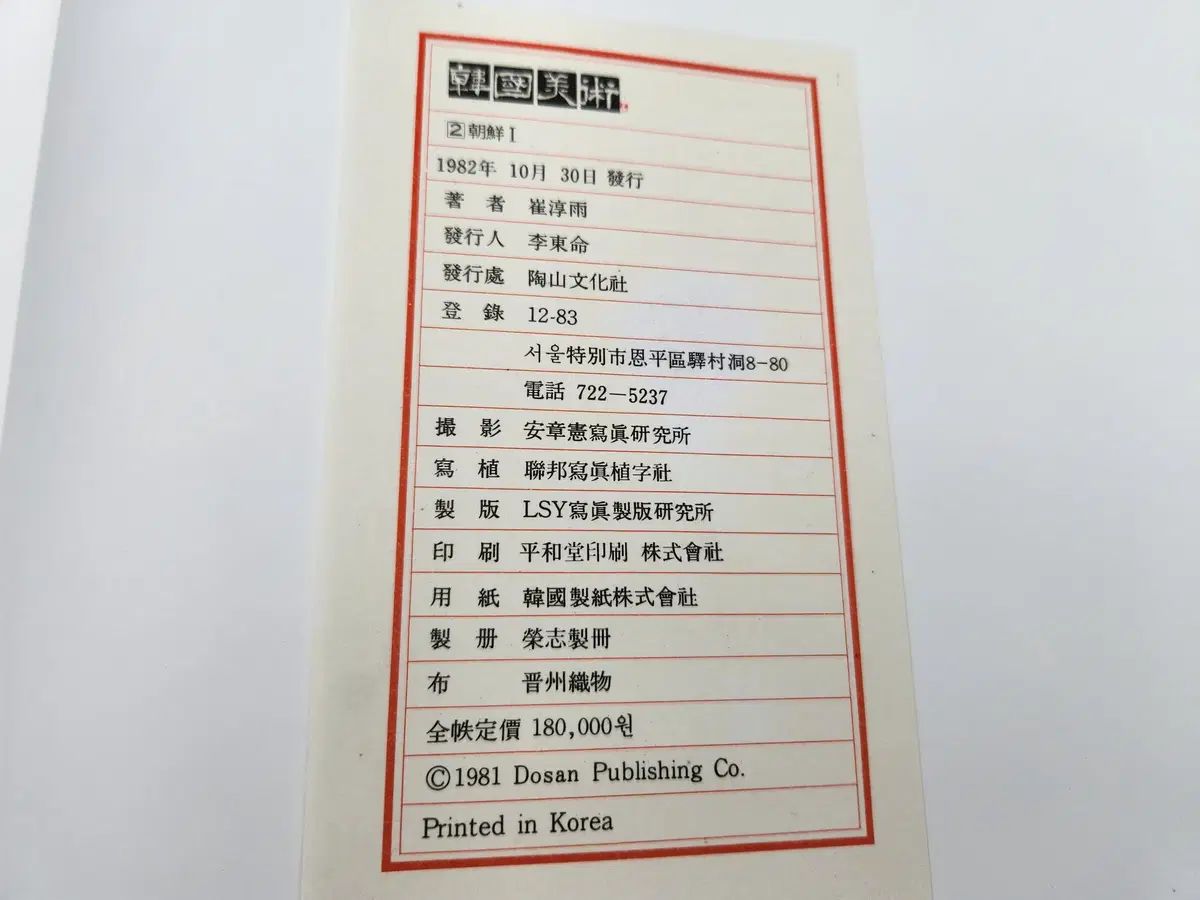 韓國美術
2 朝鮮 I
1982年 10月 30日 發行
著 者 崔淳雨
發行人 李東命
發行處 陶山文化社
登 錄 12-83
서울特別市恩平區驛村洞8-80
電話 722-5237
撮 影 安章憲寫眞研究所
寫 植 聯邦寫眞植字社
製 版 LSY寫眞製版研究所
印 刷 平和堂印刷 株式會社
用 紙 韓國製紙株式會社
製 册 榮志製冊
布 晋州織物
全帙定價 180,000원
©1981 Dosan Publishing Co.
Printed in Korea